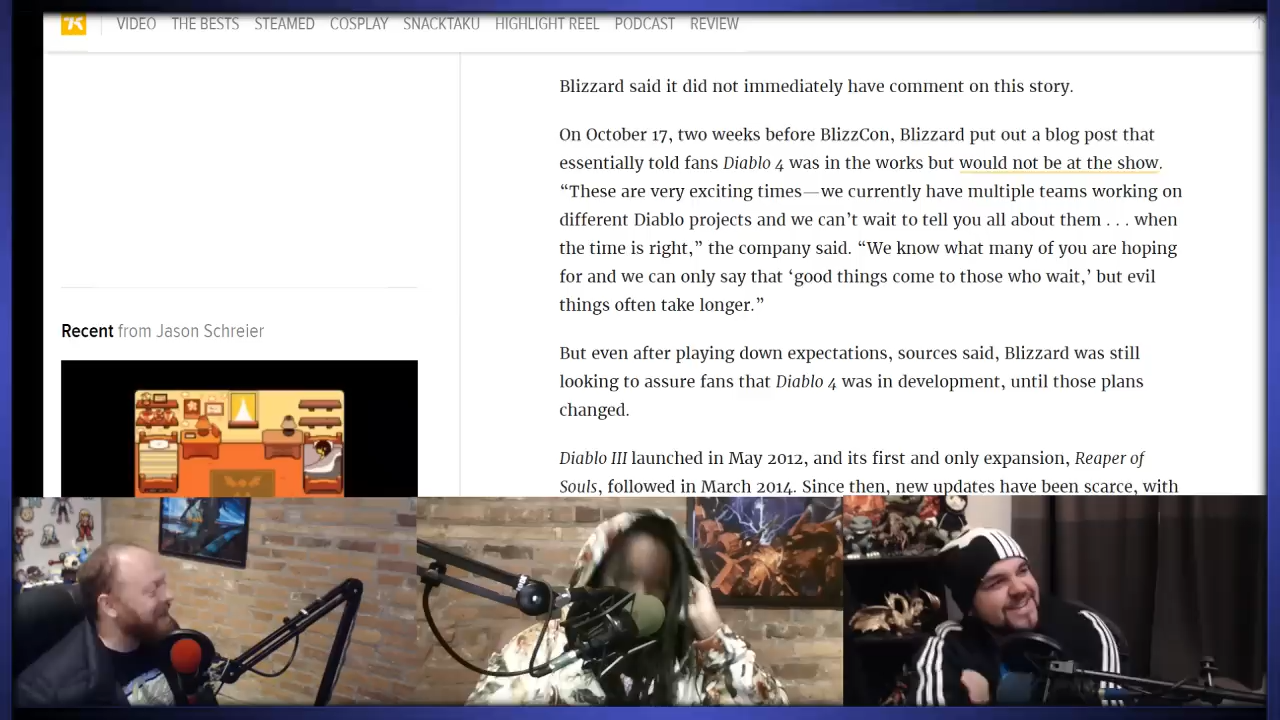 VIDEO THE BESTS STEAMED COSPLAY SNACKTAKU HIGHLIGHT REEL PODCAST REVIEW
Blizzard said it did not immediately have comment on this story.
On October 17, two weeks before BlizzCon, Blizzard put out a blog post that
essentially told fans Diablo 4 was in the works but would not be at the show.
“These are very exciting times—we currently have multiple teams working on
different Diablo projects and we can’t wait to tell you all about them . . . when
the time is right,” the company said. “We know what many of you are hoping
for and we can only say that ‘good things come to those who wait,’ but evil
things often take longer.”
But even after playing down expectations, sources said, Blizzard was still
looking to assure fans that Diablo 4 was in development, until those plans
changed.
Diablo III launched in May 2012, and its first and only expansion, Reaper of
Souls, followed in March 2014. Since then, new updates have been scarce, with
Recent from Jason Schreier